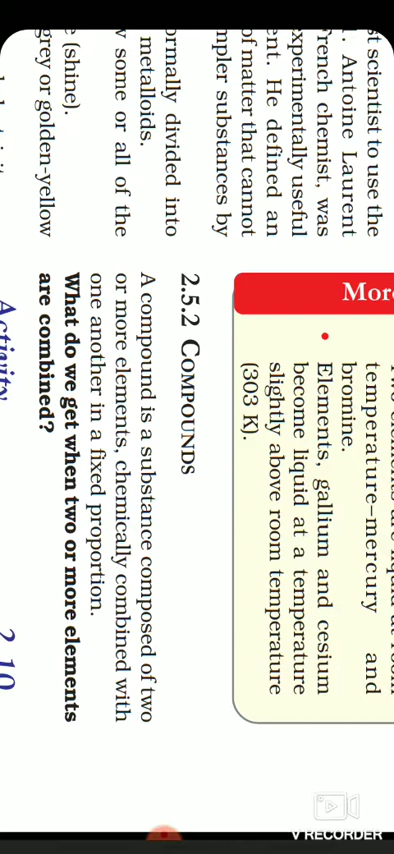 st scientist to use the
. Antoine Laurent
French chemist, was
experimentally useful
ent. He defined an
of matter that cannot
mpler substances by
ormally divided into
metalloids.
some or all of the
(shine).
grey or golden-yellow
More
temperature–mercury and
bromine.
• Elements, gallium and cesium
become liquid at a temperature
slightly above room temperature
(303 K).
2.5.2 COMPOUNDS
A compound is a substance composed of two
or more elements, chemically combined with
one another in a fixed proportion.
What do we get when two or more elements
are combined?
Activity 2.10
V RECORDER